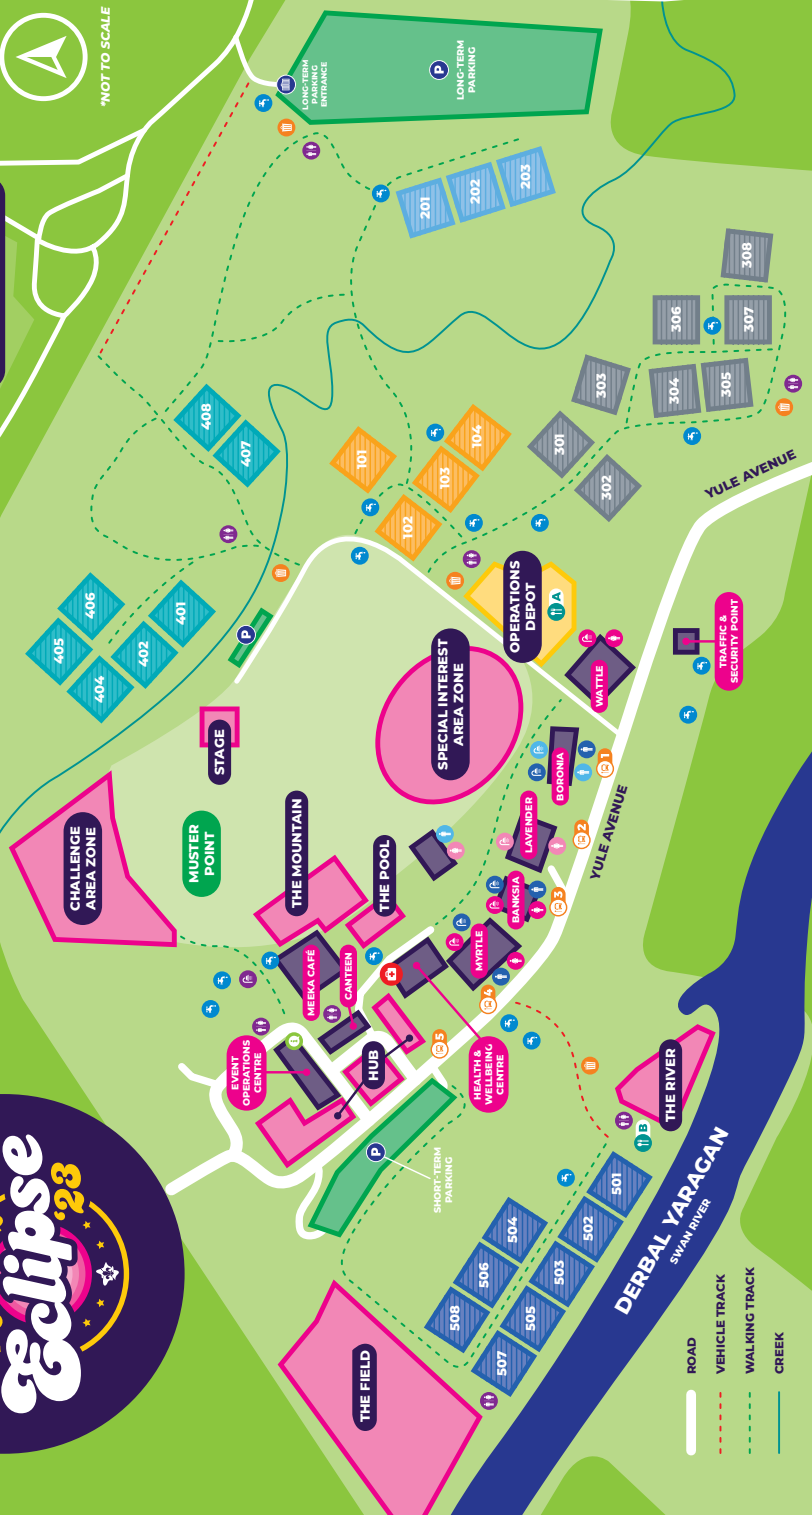 Eclipse
'23
THE FIELD
507
508
505
506
503
504
502
501
DERBAL YARAGAN
SWAN RIVER
ROAD
VEHICLE TRACK
WALKING TRACK
CREEK
SHORT-TERM
PARKING
P
EVENT
OPERATIONS
CENTRE
i
HUB
5
4
HEALTH &
WELLBEING
CENTRE
THE RIVER
B
MEEKA CAFÉ
CANTEEN
MYRTLE
BANKSIA
3
LAVENDER
2
BORONIA
1
YULE AVENUE
CHALLENGE
AREA ZONE
MUSTER
POINT
THE MOUNTAIN
THE POOL
STAGE
SPECIAL INTEREST
AREA ZONE
WATTLE
OPERATIONS
DEPOT
A
TRAFFIC &
SECURITY POINT
YULE AVENUE
P
404
405
402
406
401
407
408
101
102
103
104
301
302
303
304
305
306
307
308
201
202
203
LONG-TERM
PARKING
ENTRANCE
P
LONG-TERM
PARKING
*NOT TO SCALE